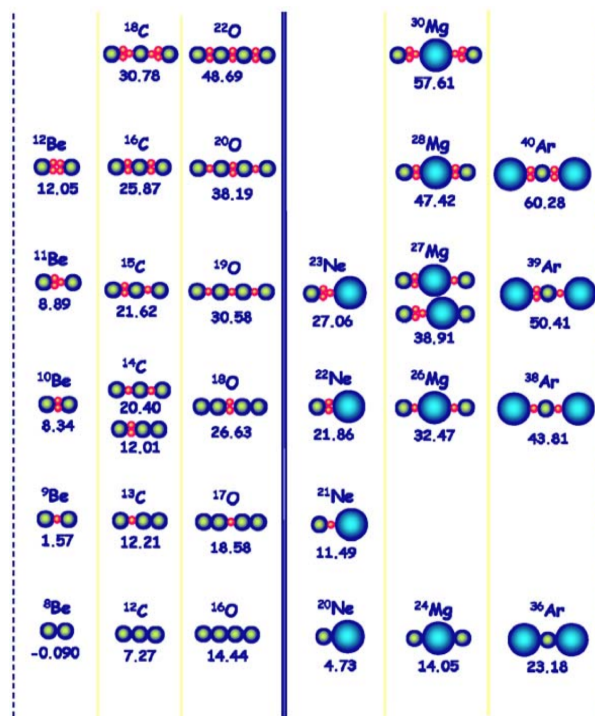 ¹⁸C ²²O ³⁰Mg
30.78 48.69 57.61
¹²Be ¹⁶C ²⁰O ²⁸Mg ⁴⁰Ar
12.05 25.87 38.19 47.42 60.28
¹¹Be ¹⁵C ¹⁹O ²³Ne ²⁷Mg ³⁹Ar
8.89 21.62 30.58 27.06 38.91 50.41
¹⁰Be ¹⁴C ¹⁸O ²²Ne ²⁶Mg ³⁸Ar
20.40
8.34 12.01 26.63 21.86 32.47 43.81
⁹Be ¹³C ¹⁷O ²¹Ne
1.57 12.21 18.58 11.49
⁸Be ¹²C ¹⁶O ²⁰Ne ²⁴Mg ³⁶Ar
-0.090 7.27 14.44 4.73 14.05 23.18